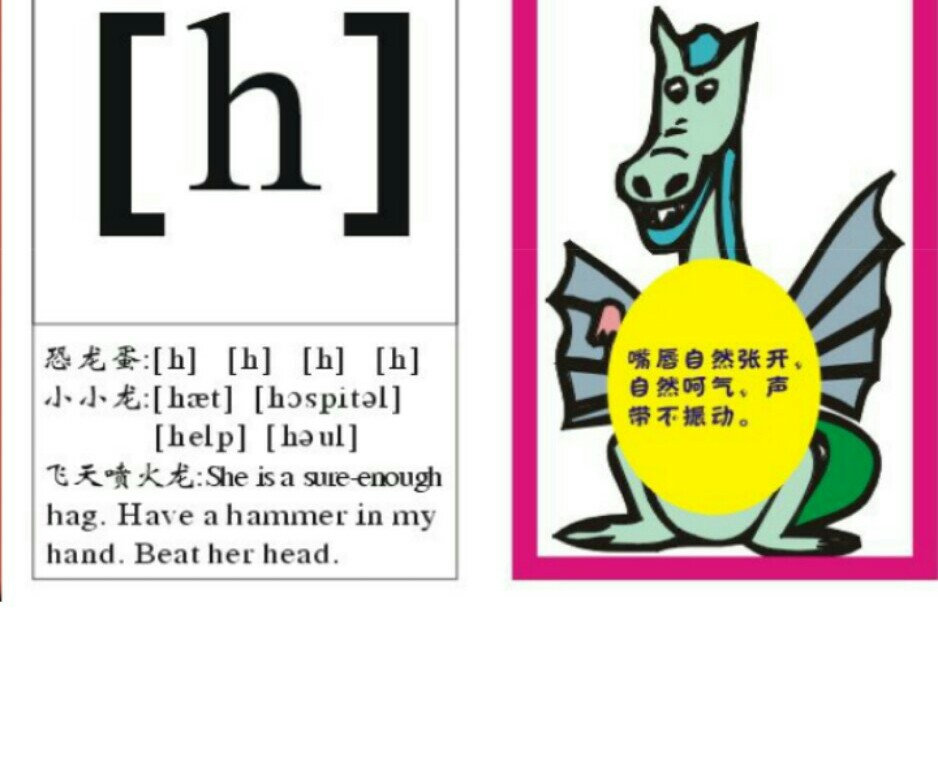 [h]
恐龙蛋:[h] [h] [h] [h]
小小龙:[hæt] [hɔspitəl]
[help] [həul]
飞天喷火龙:She is a sure-enough
hag. Have a hammer in my
hand. Beat her head.
嘴唇自然张开、
自然呵气、声
带不振动。